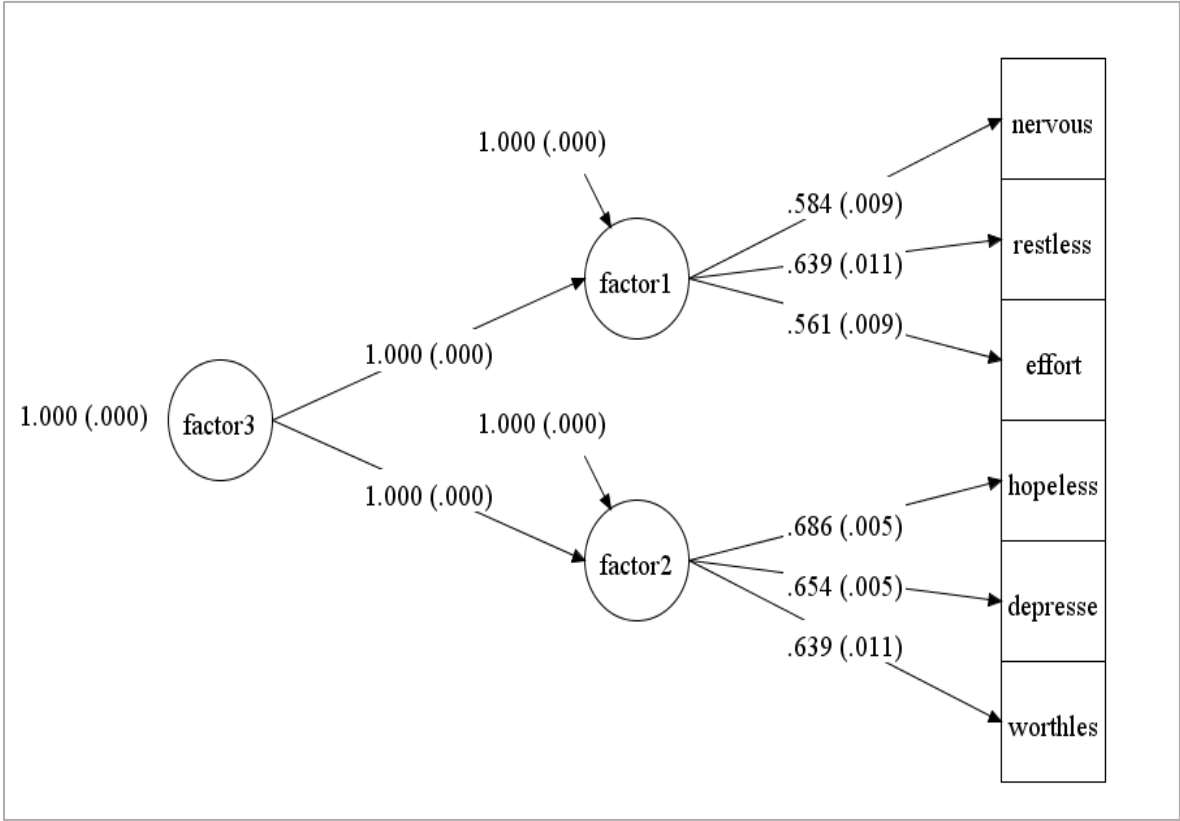 nervous
1.000 (.000)
.584 (.009)
restless
.639 (.011)
factor1
.561 (.009)
1.000 (.000)
effort
1.000 (.000)
factor3
1.000 (.000)
hopeless
1.000 (.000)
.686 (.005)
factor2
.654 (.005)
depresse
.639 (.011)
worthles